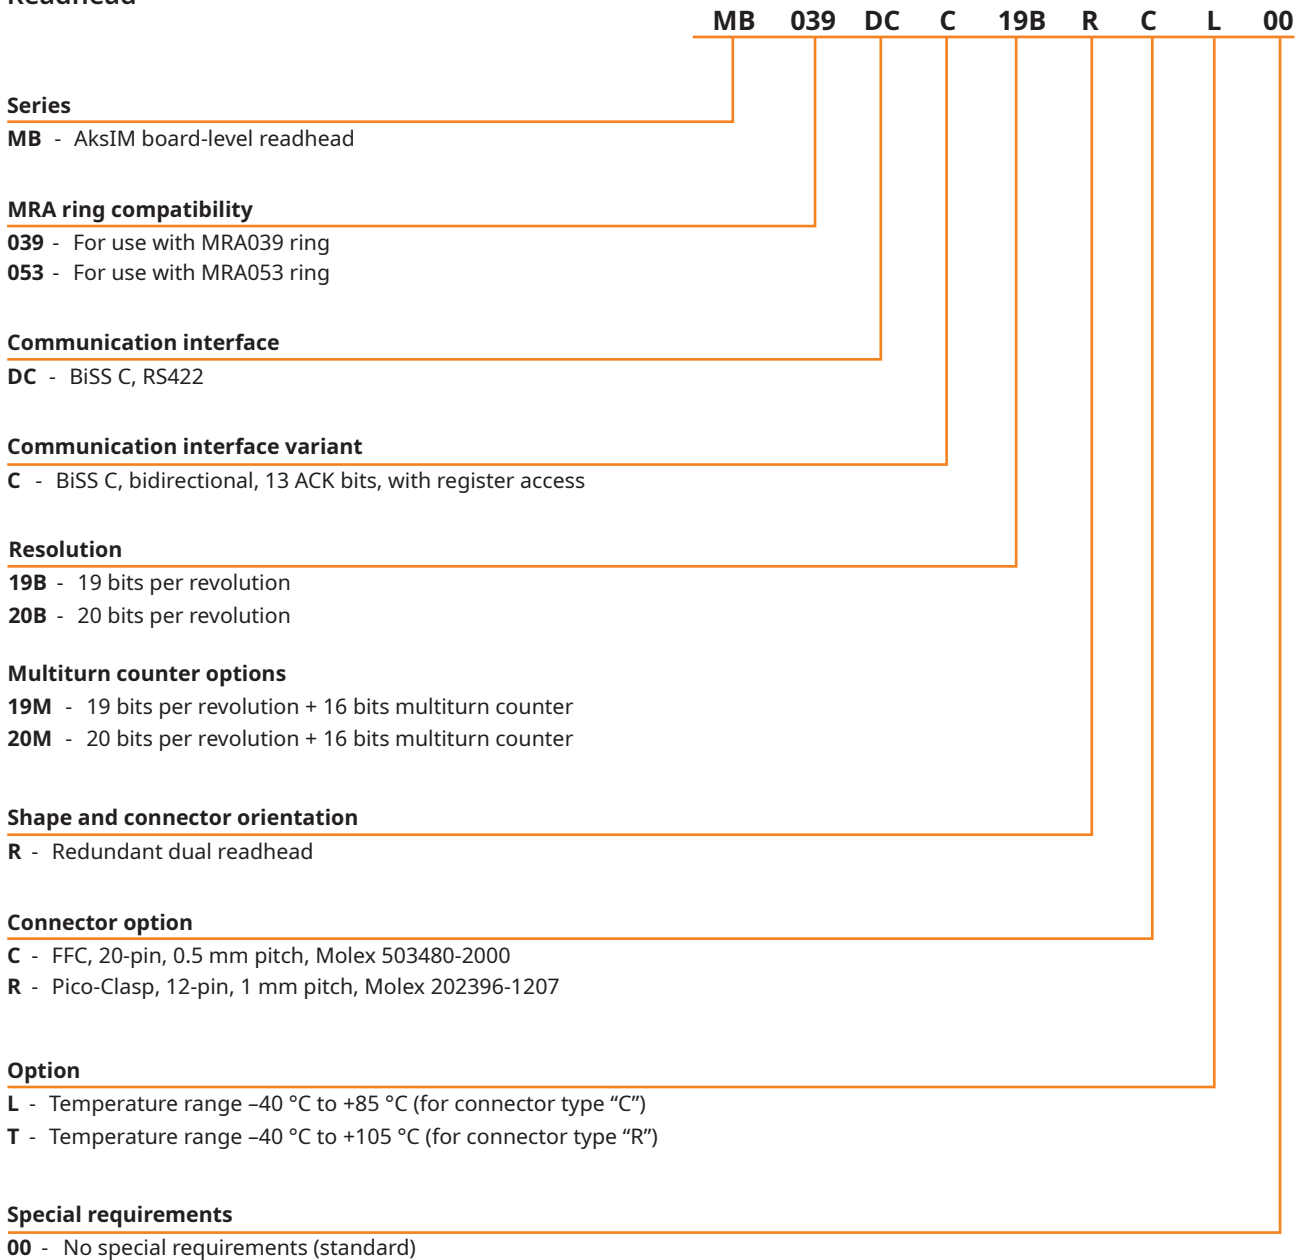 Readhead
MB 039 DC C 19B R C L 00
Series
MB - AksIM board-level readhead
MRA ring compatibility
039 - For use with MRA039 ring
053 - For use with MRA053 ring
Communication interface
DC - BiSS C, RS422
Communication interface variant
C - BiSS C, bidirectional, 13 ACK bits, with register access
Resolution
19B - 19 bits per revolution
20B - 20 bits per revolution
Multiturn counter options
19M - 19 bits per revolution + 16 bits multiturn counter
20M - 20 bits per revolution + 16 bits multiturn counter
Shape and connector orientation
R - Redundant dual readhead
Connector option
C - FFC, 20-pin, 0.5 mm pitch, Molex 503480-2000
R - Pico-Clasp, 12-pin, 1 mm pitch, Molex 202396-1207
Option
L - Temperature range –40 °C to +85 °C (for connector type “C”)
T - Temperature range –40 °C to +105 °C (for connector type “R”)
Special requirements
00 - No special requirements (standard)